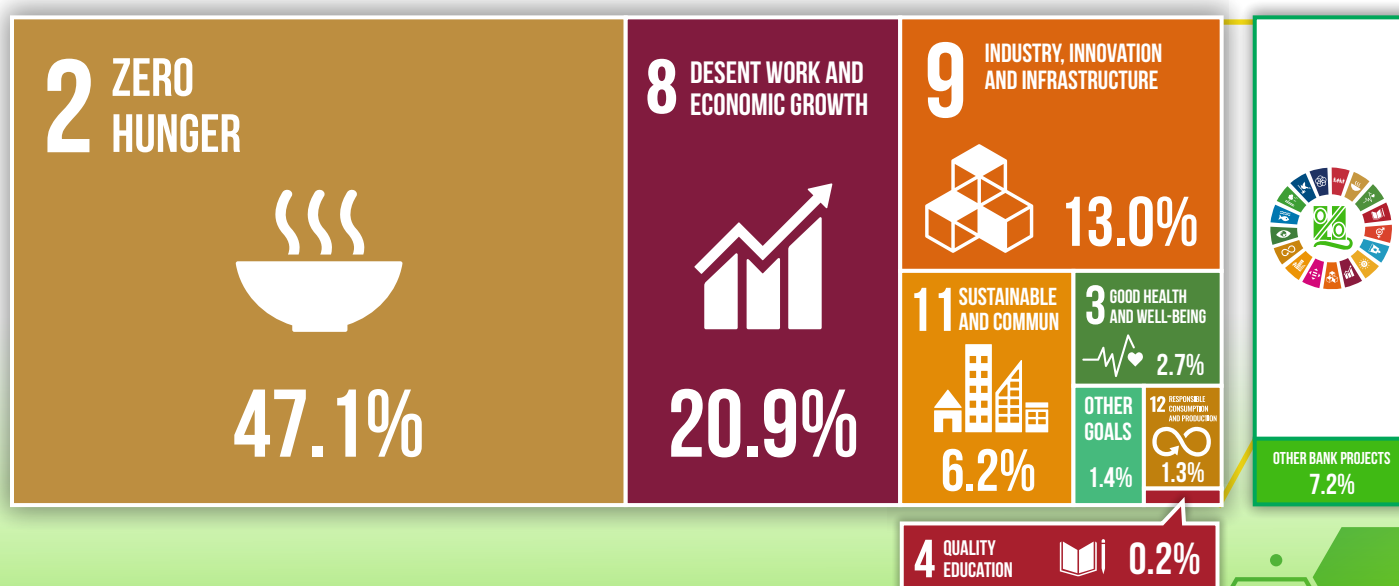 2 ZERO
HUNGER
47.1%
8 DESENT WORK AND
ECONOMIC GROWTH
20.9%
9 INDUSTRY, INNOVATION
AND INFRASTRUCTURE
13.0%
11 SUSTAINABLE
AND COMMUN
6.2%
3 GOOD HEALTH
AND WELL-BEING
2.7%
OTHER
GOALS
1.4%
12 RESPONSIBLE
CONSUMPTION
AND PRODUCTION
1.3%
4 QUALITY
EDUCATION
0.2%
OTHER BANK PROJECTS
7.2%